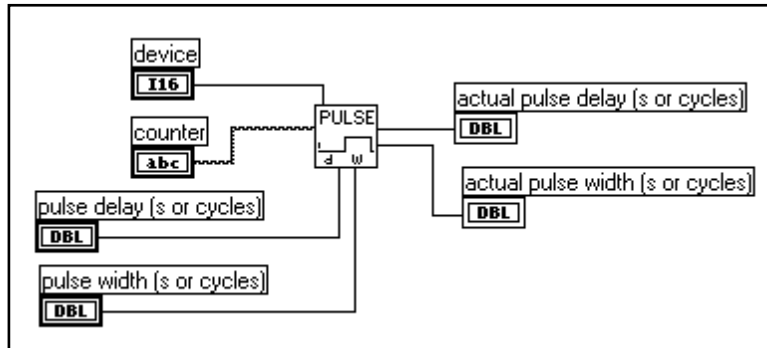 device
I16
counter
abc
pulse delay (s or cycles)
DBL
pulse width (s or cycles)
DBL
PULSE
d W
actual pulse delay (s or cycles)
DBL
actual pulse width (s or cycles)
DBL